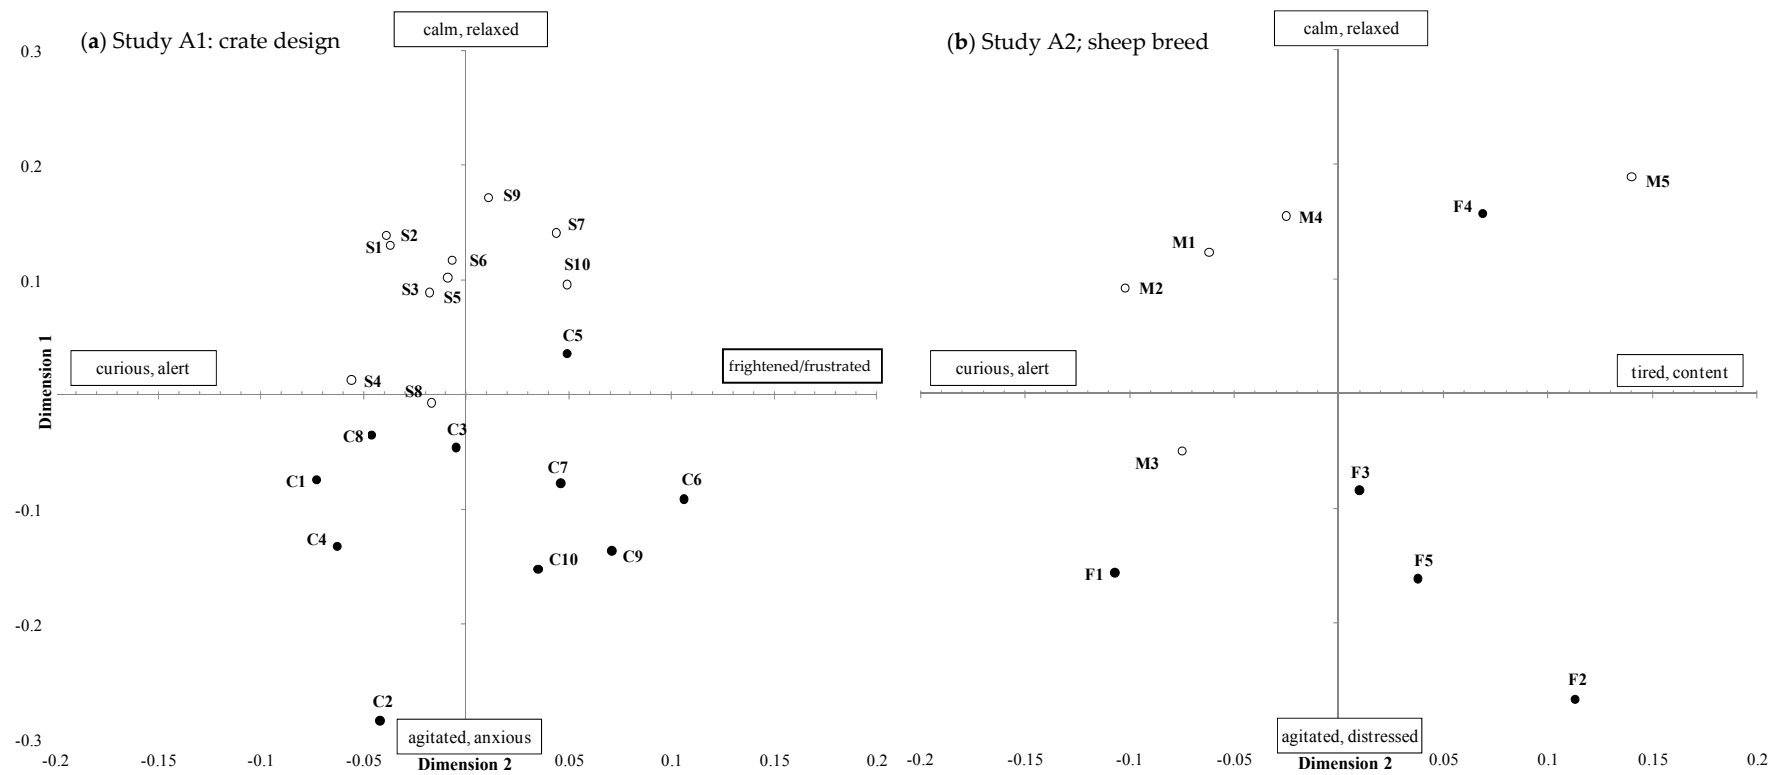 (a) Study A1: crate design
calm, relaxed
0.3
0.2
0.1
-0.1
-0.2
-0.3
Dimension 1
S9
S7
S2
S1
S6
S10
S3
S5
C5
curious, alert
frightened/frustrated
S4
S8
C3
C8
C1
C7
C6
C4
C10
C9
C2
agitated, anxious
-0.2
-0.1
-0.05
Dimension 2
0.05
0.1
0.15
0.2
(b) Study A2; sheep breed
calm, relaxed
M5
F4
M4
M1
M2
curious, alert
tired, content
M3
F3
F1
F5
F2
agitated, distressed
-0.2
-0.1
-0.05
Dimension 2
0.05
0.1
0.15
0.2